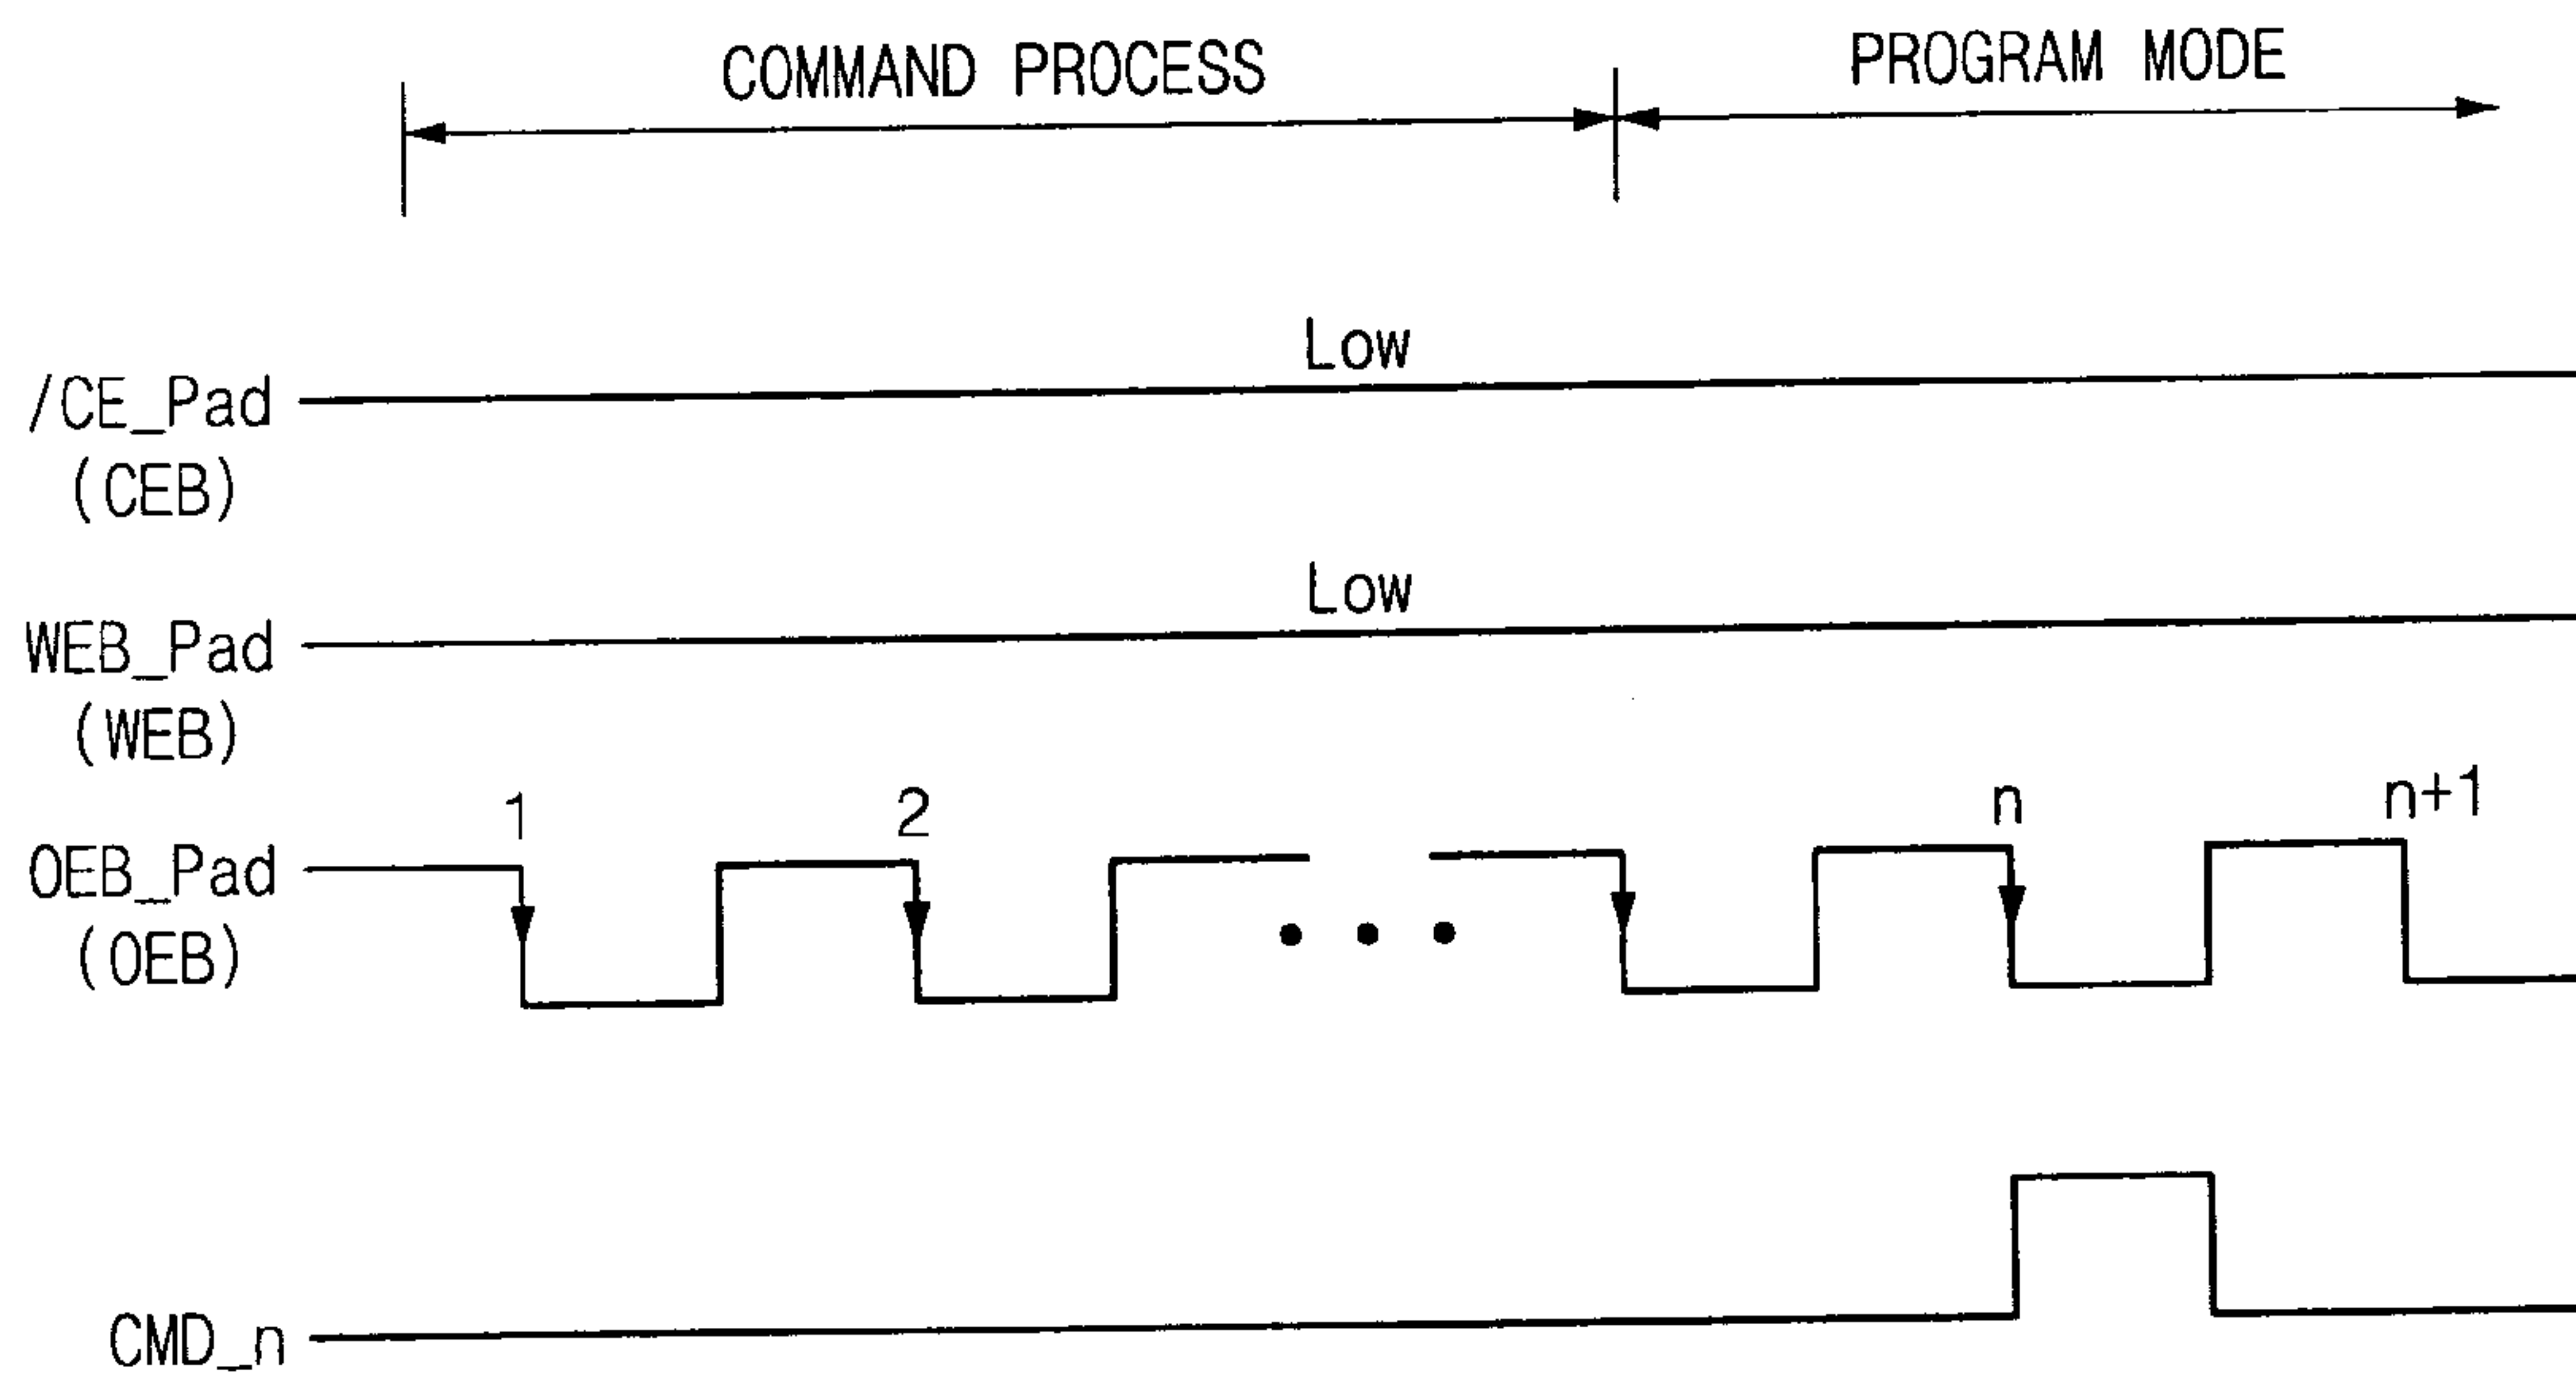 COMMAND PROCESS
PROGRAM MODE
Low
/CE_Pad
(CEB)
Low
WEB_Pad
(WEB)
1
2
n
n+1
OEB_Pad
(OEB)
CMD_n